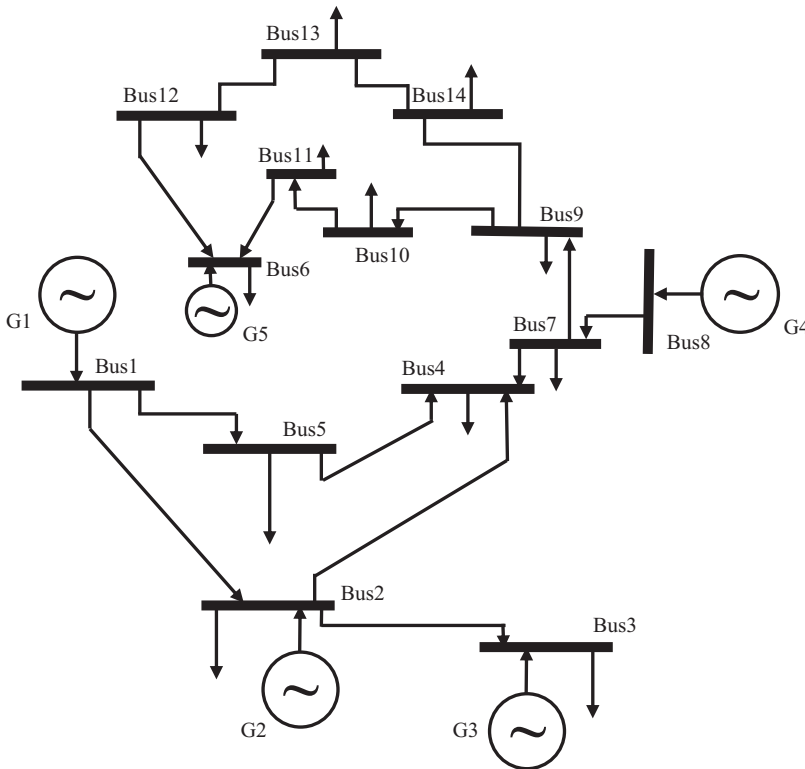 Bus13
Bus12
Bus14
Bus11
Bus9
Bus10
Bus6
G1
G5
G4
Bus7
Bus8
Bus1
Bus4
Bus5
Bus2
Bus3
G2
G3
~
~
~
~
~